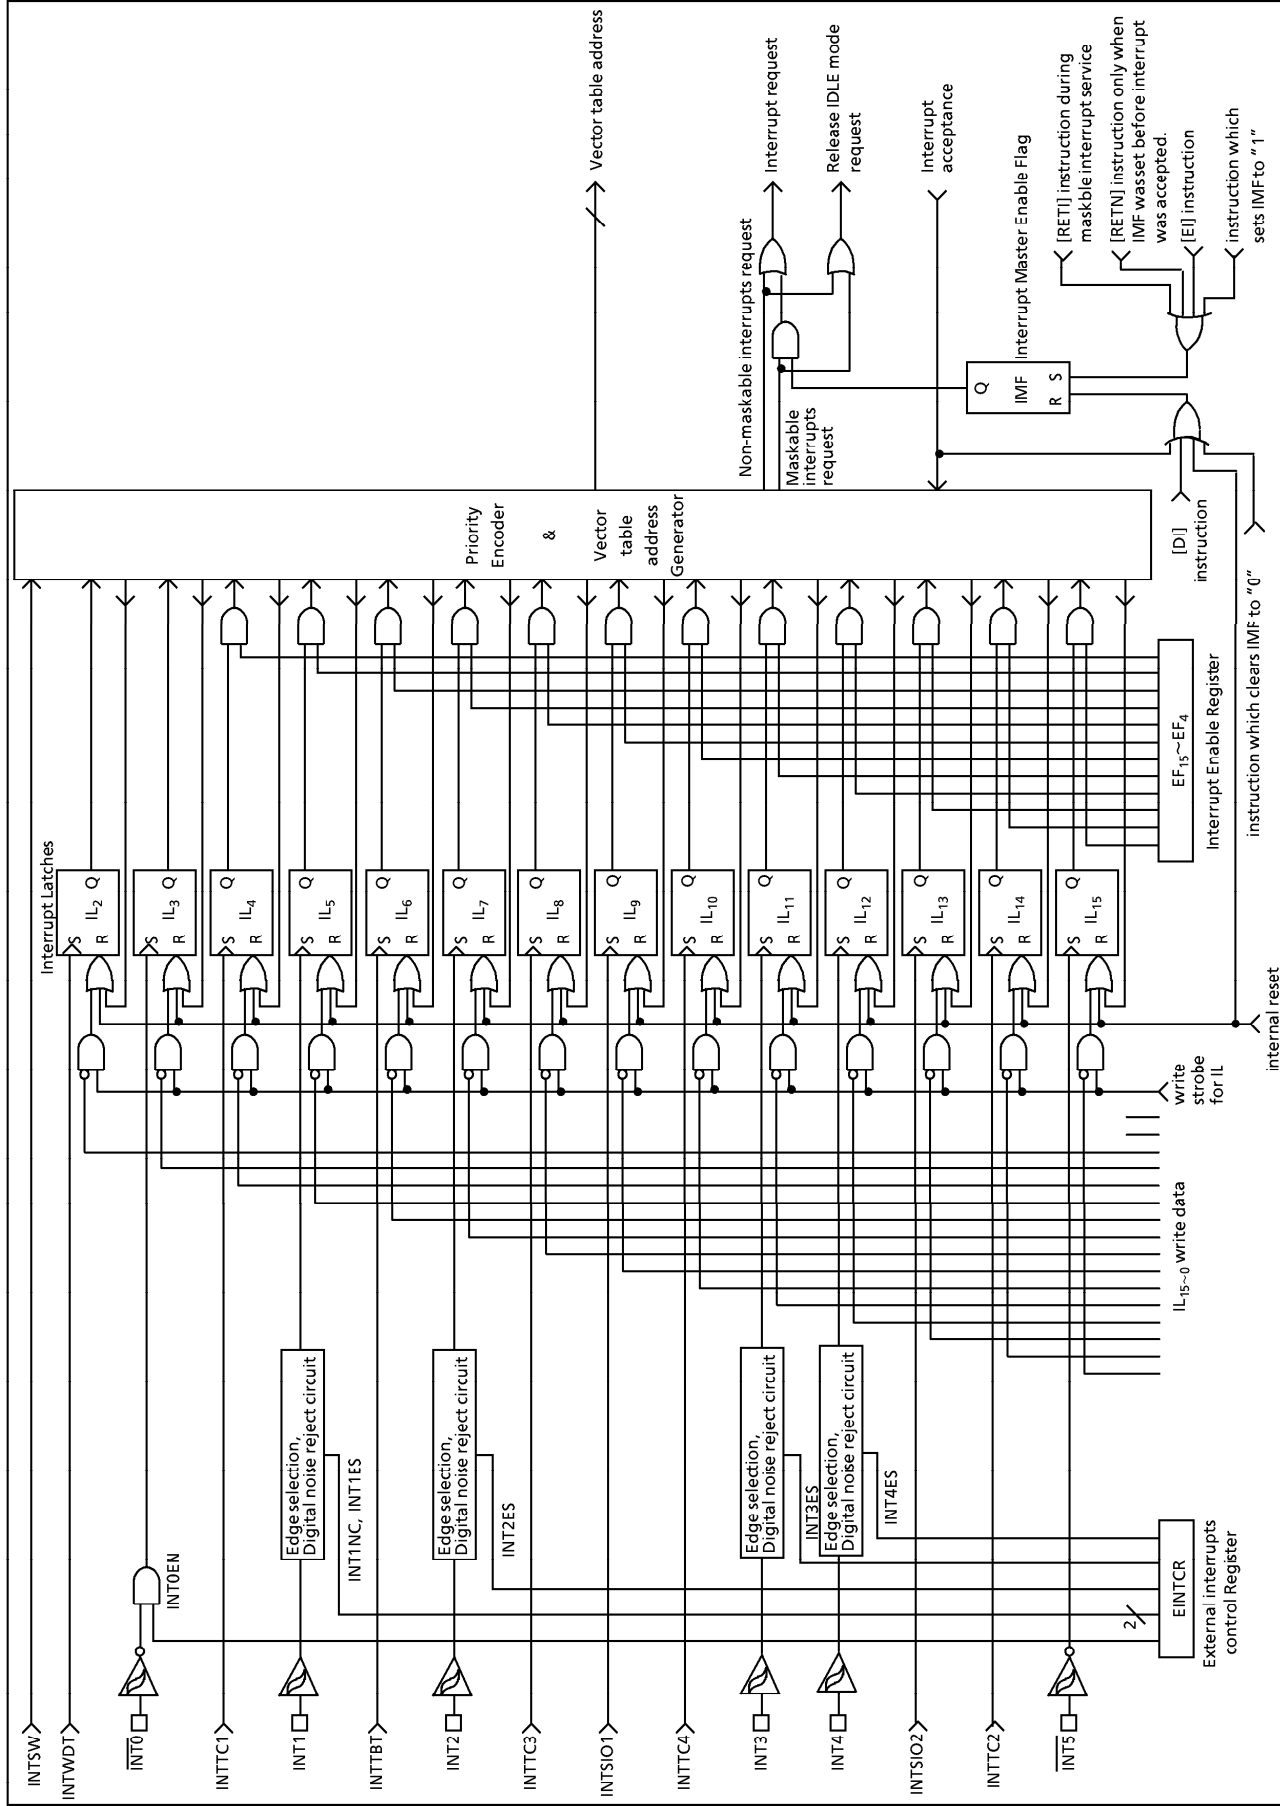 INTSW
INTWDT
INT0
INTTC1
INT1
INTTBT
INT2
INTTC3
INTSIO1
INTTC4
INT3
INT4
INTSIO2
INTTC2
INT5
INT0EN
Edge selection,
Digital noise reject circuit
INT1NC, INT1ES
Edge selection,
Digital noise reject circuit
INT2ES
Edge selection,
Digital noise reject circuit
INT3ES
Edge selection,
Digital noise reject circuit
INT4ES
2
EINTCR
External interrupts
control Register
IL15~0 write data
write
strobe
for IL
internal reset
Interrupt Latches
S
R
IL2
Q
S
R
IL3
Q
S
R
IL4
Q
S
R
IL5
Q
S
R
IL6
Q
S
R
IL7
Q
S
R
IL8
Q
S
R
IL9
Q
S
R
IL10
Q
S
R
IL11
Q
S
R
IL12
Q
S
R
IL13
Q
S
R
IL14
Q
S
R
IL15
Q
EF15~EF4
Interrupt Enable Register
instruction which clears IMF to "0"
Priority
Encoder
&
Vector
table
address
Generator
[DI]
instruction
Vector table address
Non-maskable interrupts request
Maskable
interrupts
request
Interrupt request
Release IDLE mode
request
Interrupt
acceptance
Q
IMF
R S
Interrupt Master Enable Flag
[RETI] instruction during
maskble interrupt service
[RETN] instruction only when
IMF wasset before interrupt
was accepted.
[EI] instruction
instruction which
sets IMF to "1"